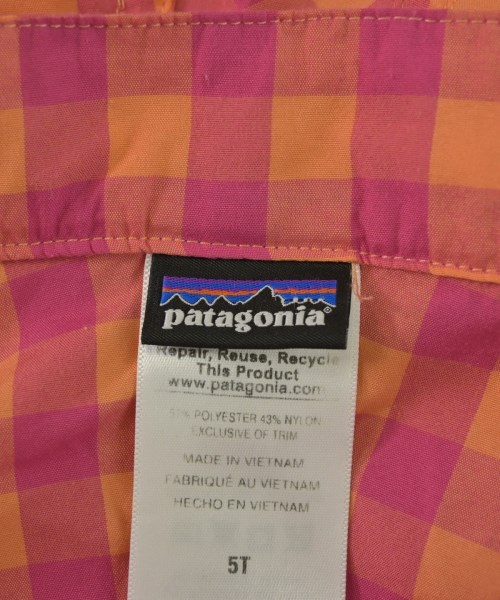 patagonia®
Repair, Reuse, Recycle
This Product
www.patagonia.com
57% POLYESTER 43% NYLON
EXCLUSIVE OF TRIM
MADE IN VIETNAM
FABRIQUÉ AU VIETNAM
HECHO EN VIETNAM
5T